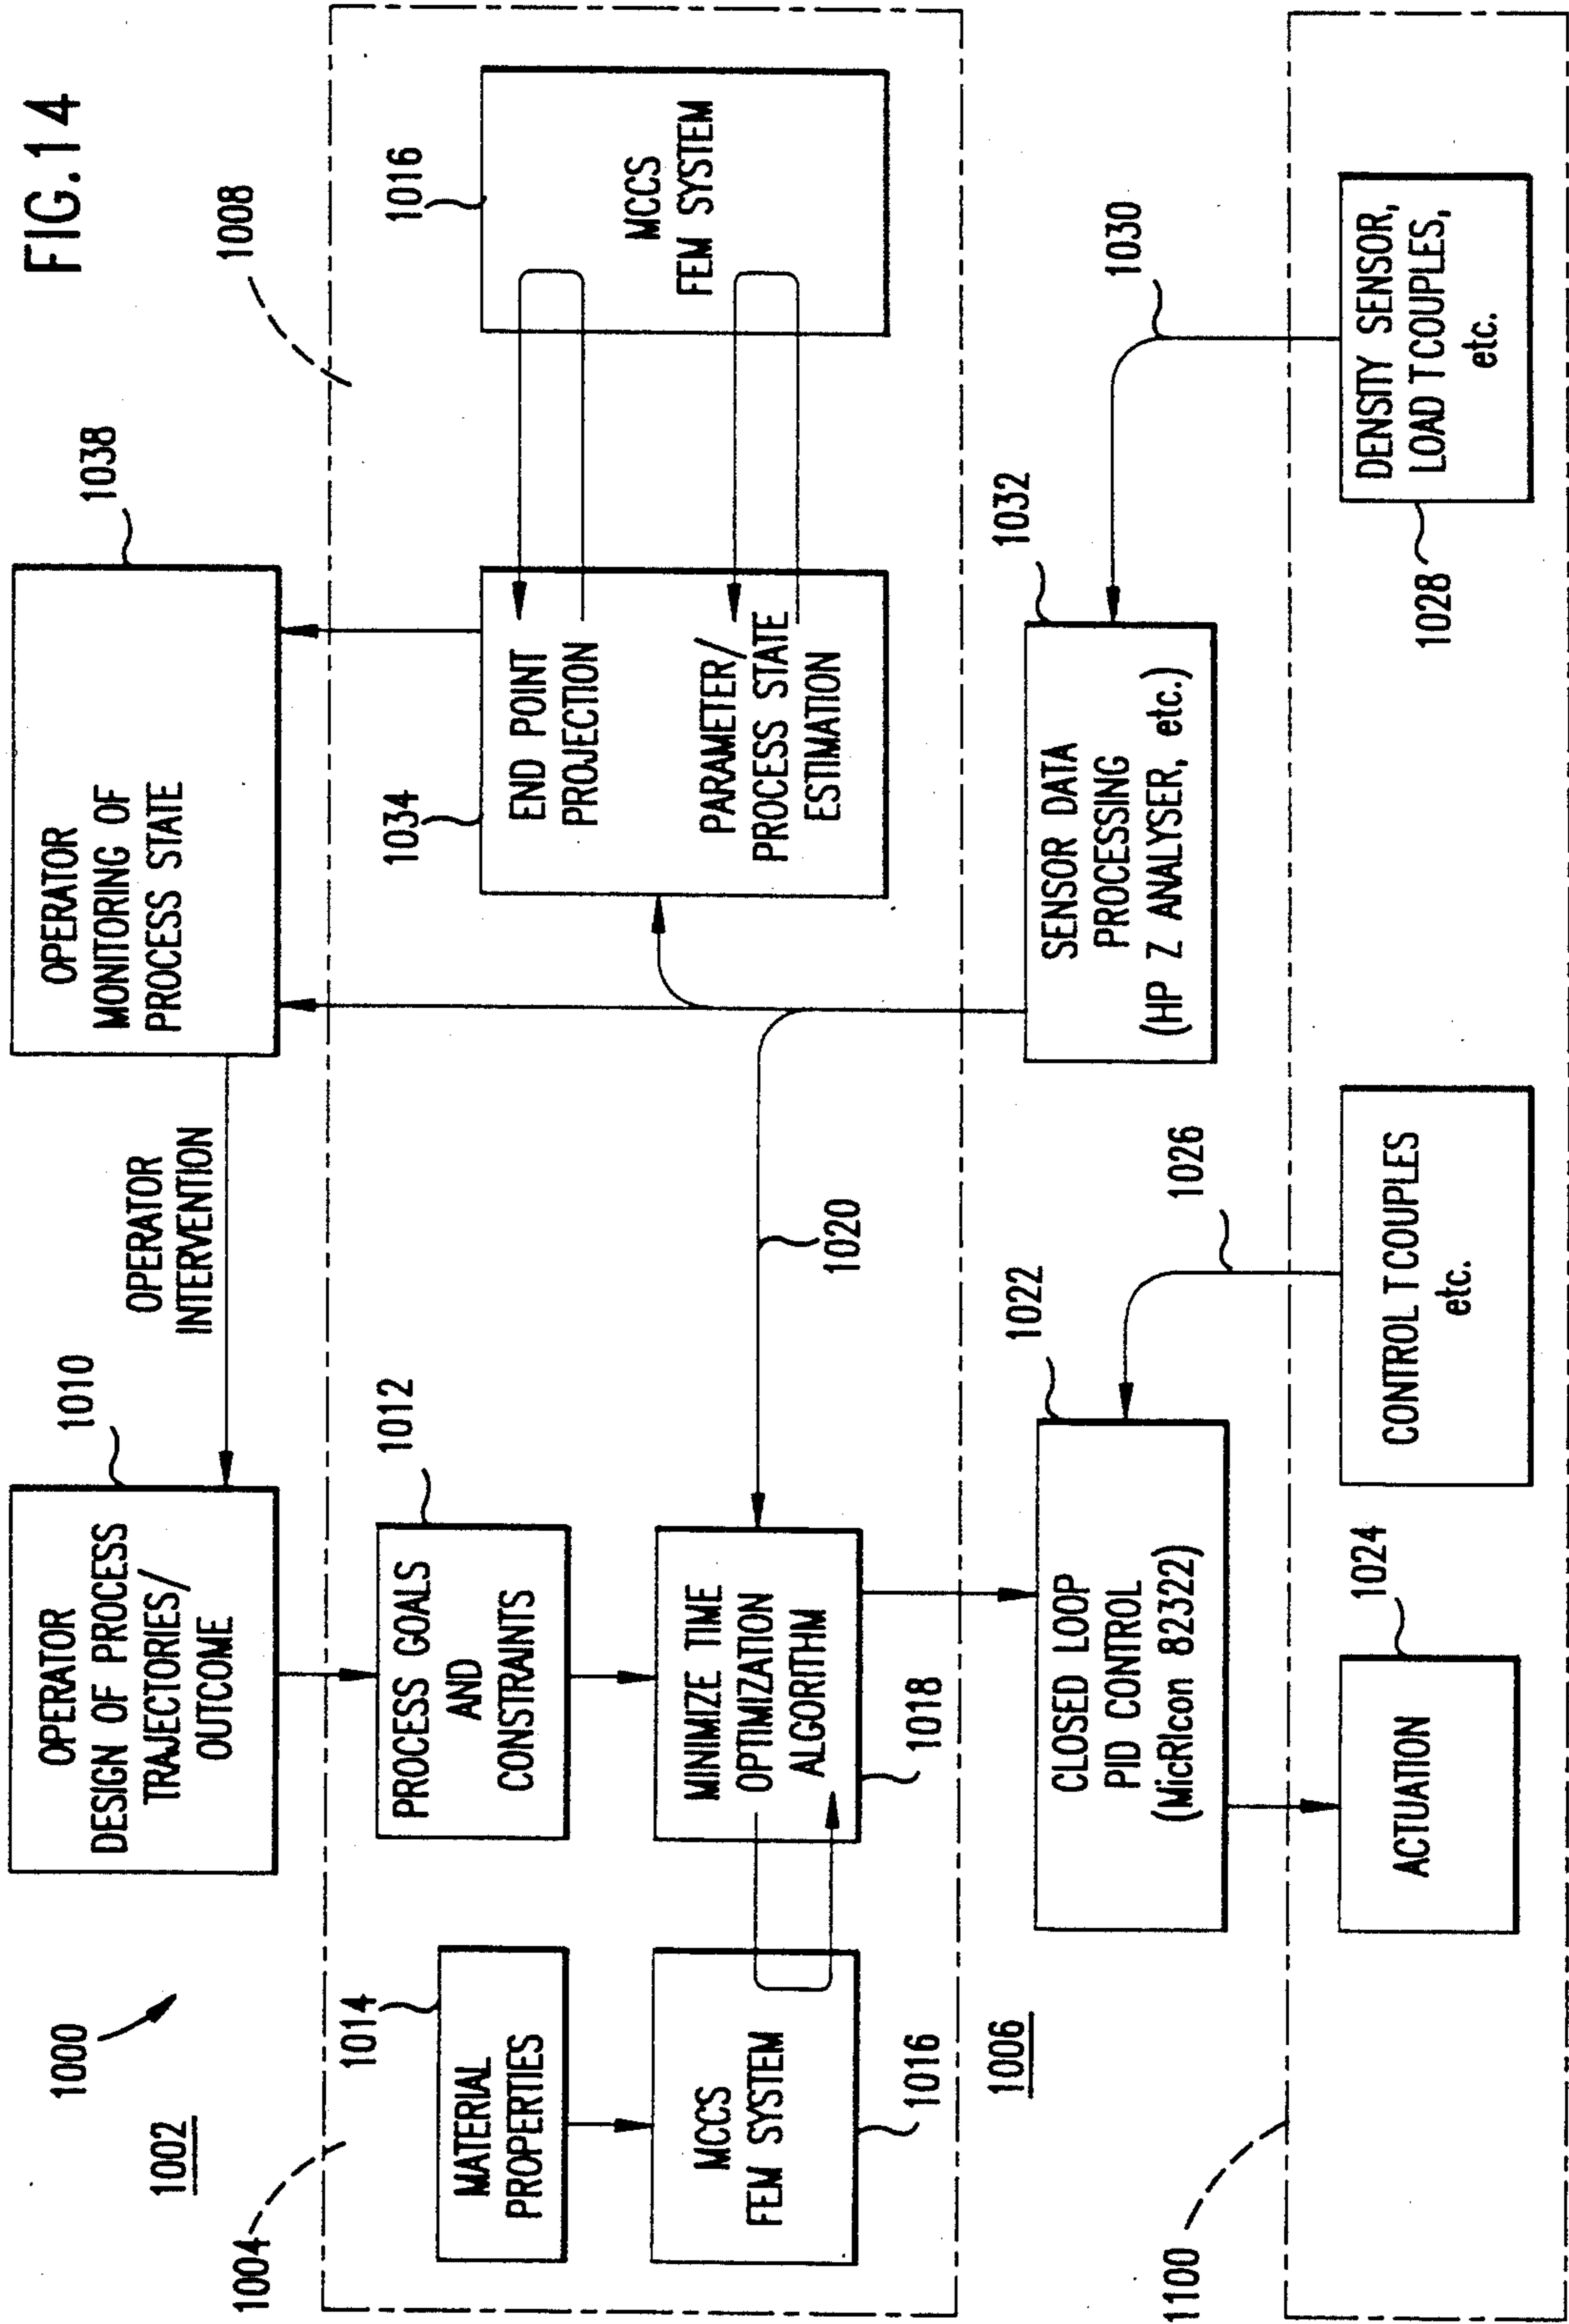 FIG.14
1000
1002
OPERATOR
DESIGN OF PROCESS
TRAJECTORIES/
OUTCOME
1010
OPERATOR
INTERVENTION
OPERATOR
MONITORING OF
PROCESS STATE
1038
1004
1008
MATERIAL
PROPERTIES
1014
PROCESS GOALS
AND
CONSTRAINTS
1012
MCCS
FEM SYSTEM
1016
MINIMIZE TIME
OPTIMIZATION
ALGORITHM
1018
1020
1034
END POINT
PROJECTION
PARAMETER/
PROCESS STATE
ESTIMATION
1016
MCCS
FEM SYSTEM
1006
CLOSED LOOP
PID CONTROL
(MicRIcon 82322)
1022
1026
SENSOR DATA
PROCESSING
(HP Z ANALYSER, etc.)
1032
1030
1100
ACTUATION
1024
CONTROL T COUPLES
etc.
DENSITY SENSOR,
LOAD T COUPLES,
etc.
1028